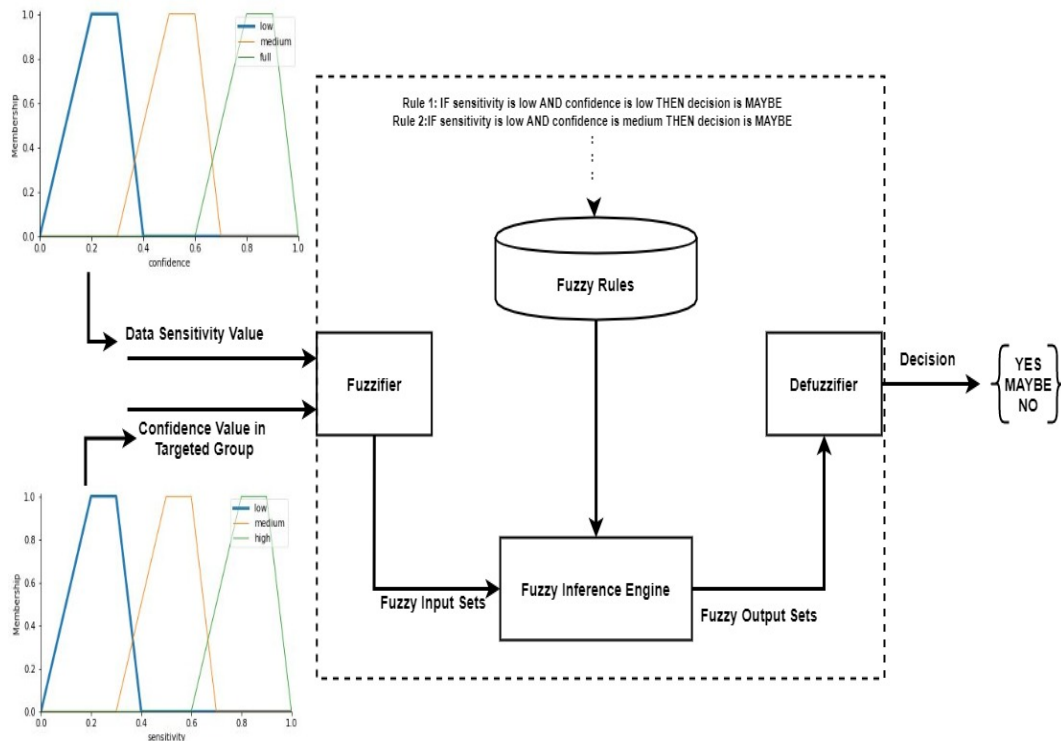 1.0
0.8
0.6
0.4
0.2
0.0
Membership
0.0 0.2 0.4 0.6 0.8 1.0
confidence
low
medium
full
Rule 1: IF sensitivity is low AND confidence is low THEN decision is MAYBE
Rule 2:IF sensitivity is low AND confidence is medium THEN decision is MAYBE
Fuzzy Rules
Data Sensitivity Value
Confidence Value in
Targeted Group
Fuzzifier
Defuzzifier
Decision
YES
MAYBE
NO
Fuzzy Input Sets
Fuzzy Inference Engine
Fuzzy Output Sets
1.0
0.8
0.6
0.4
0.2
0.0
Membership
0.0 0.2 0.4 0.6 0.8 1.0
sensitivity
low
medium
high